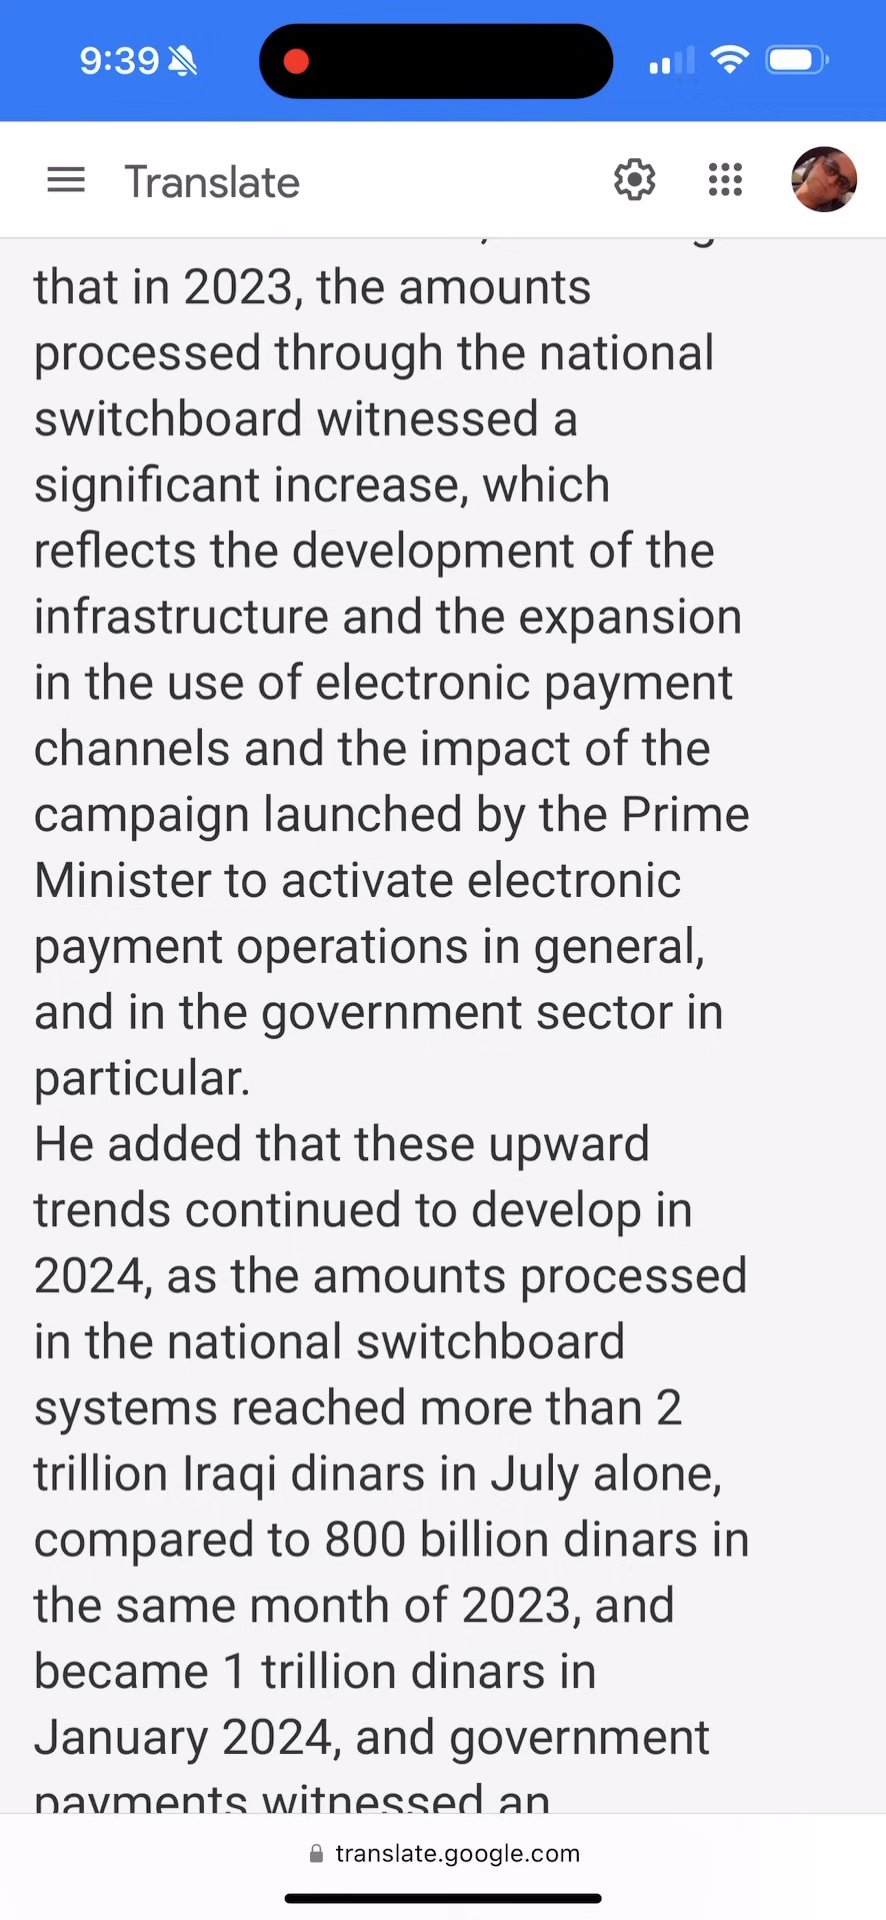 9:39
Translate
that in 2023, the amounts
processed through the national
switchboard witnessed a
significant increase, which
reflects the development of the
infrastructure and the expansion
in the use of electronic payment
channels and the impact of the
campaign launched by the Prime
Minister to activate electronic
payment operations in general,
and in the government sector in
particular.
He added that these upward
trends continued to develop in
2024, as the amounts processed
in the national switchboard
systems reached more than 2
trillion Iraqi dinars in July alone,
compared to 800 billion dinars in
the same month of 2023, and
became 1 trillion dinars in
January 2024, and government
payments witnessed an
translate.google.com